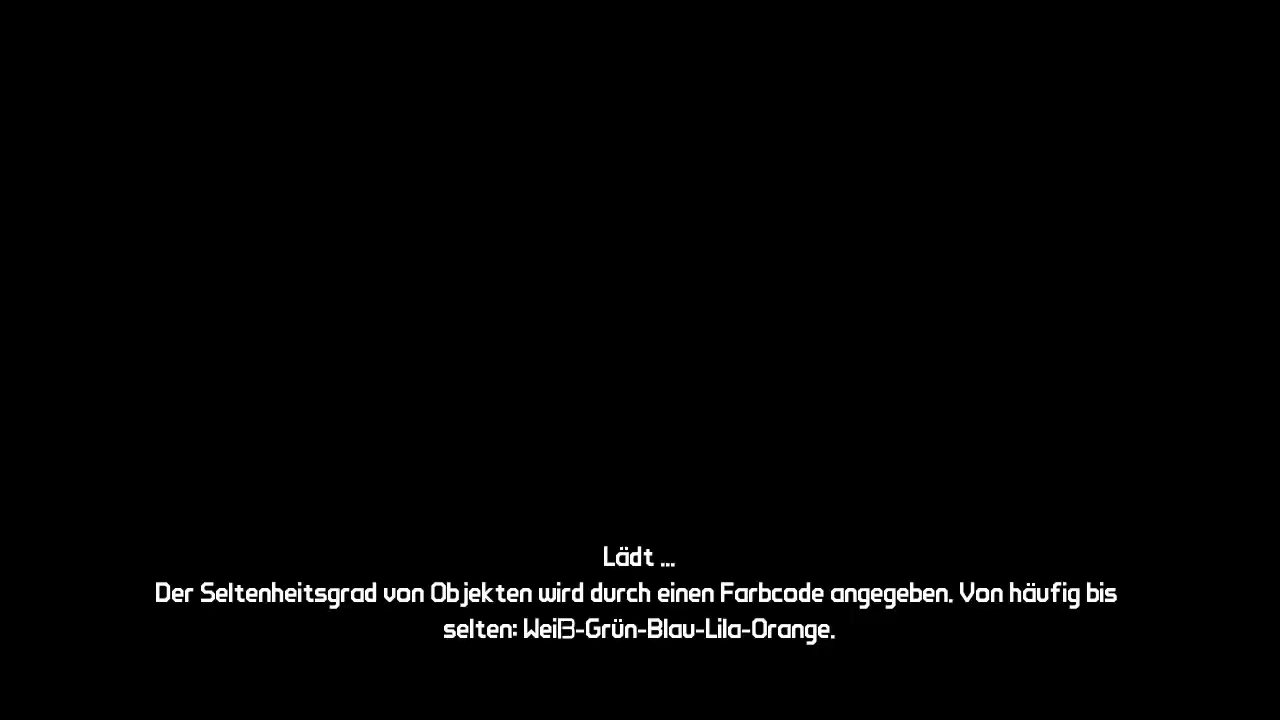 Lädt ...
Der Seltenheitsgrad von Objekten wird durch einen Farbcode angegeben. Von häufig bis
selten: Weiß-Grün-Blau-Lila-Orange.